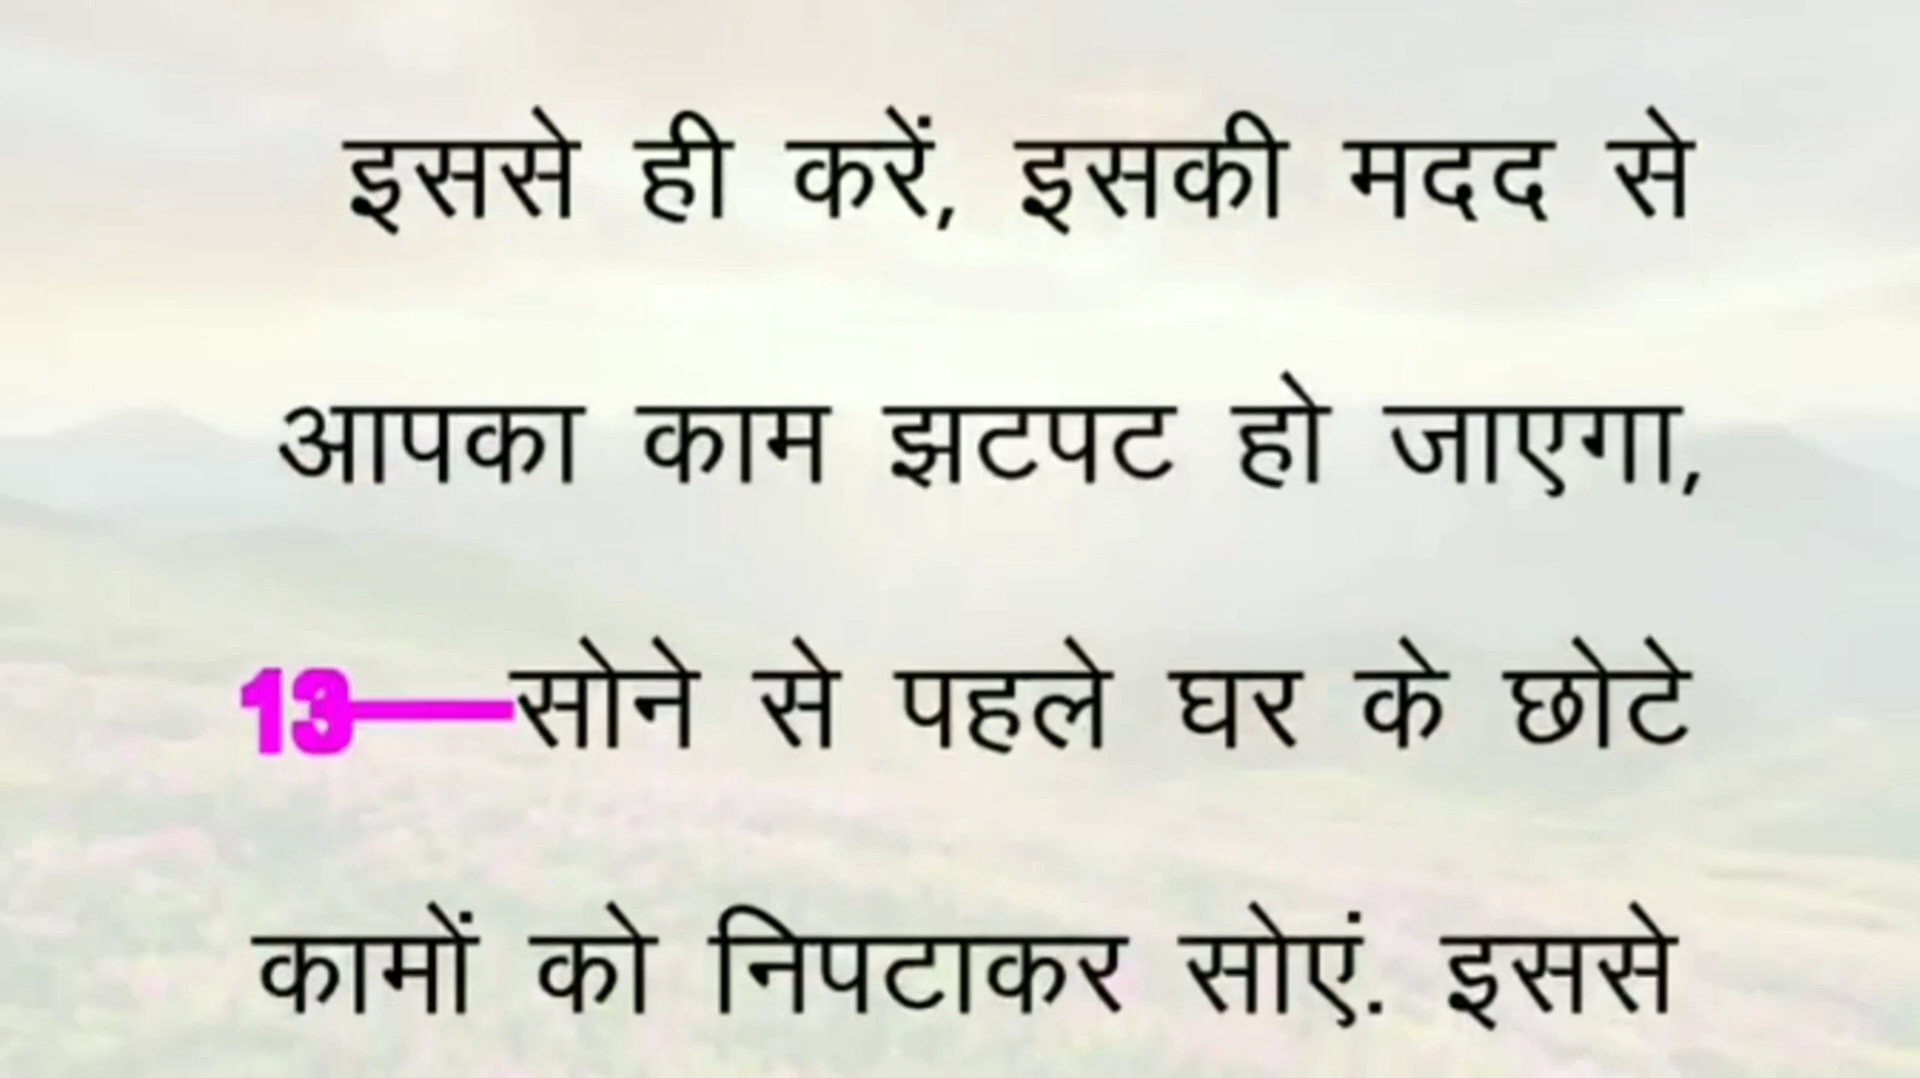 इससे ही करें, इसकी मदद से
आपका काम झटपट हो जाएगा,
13—सोने से पहले घर के छोटे
कामों को निपटाकर सोएं. इससे